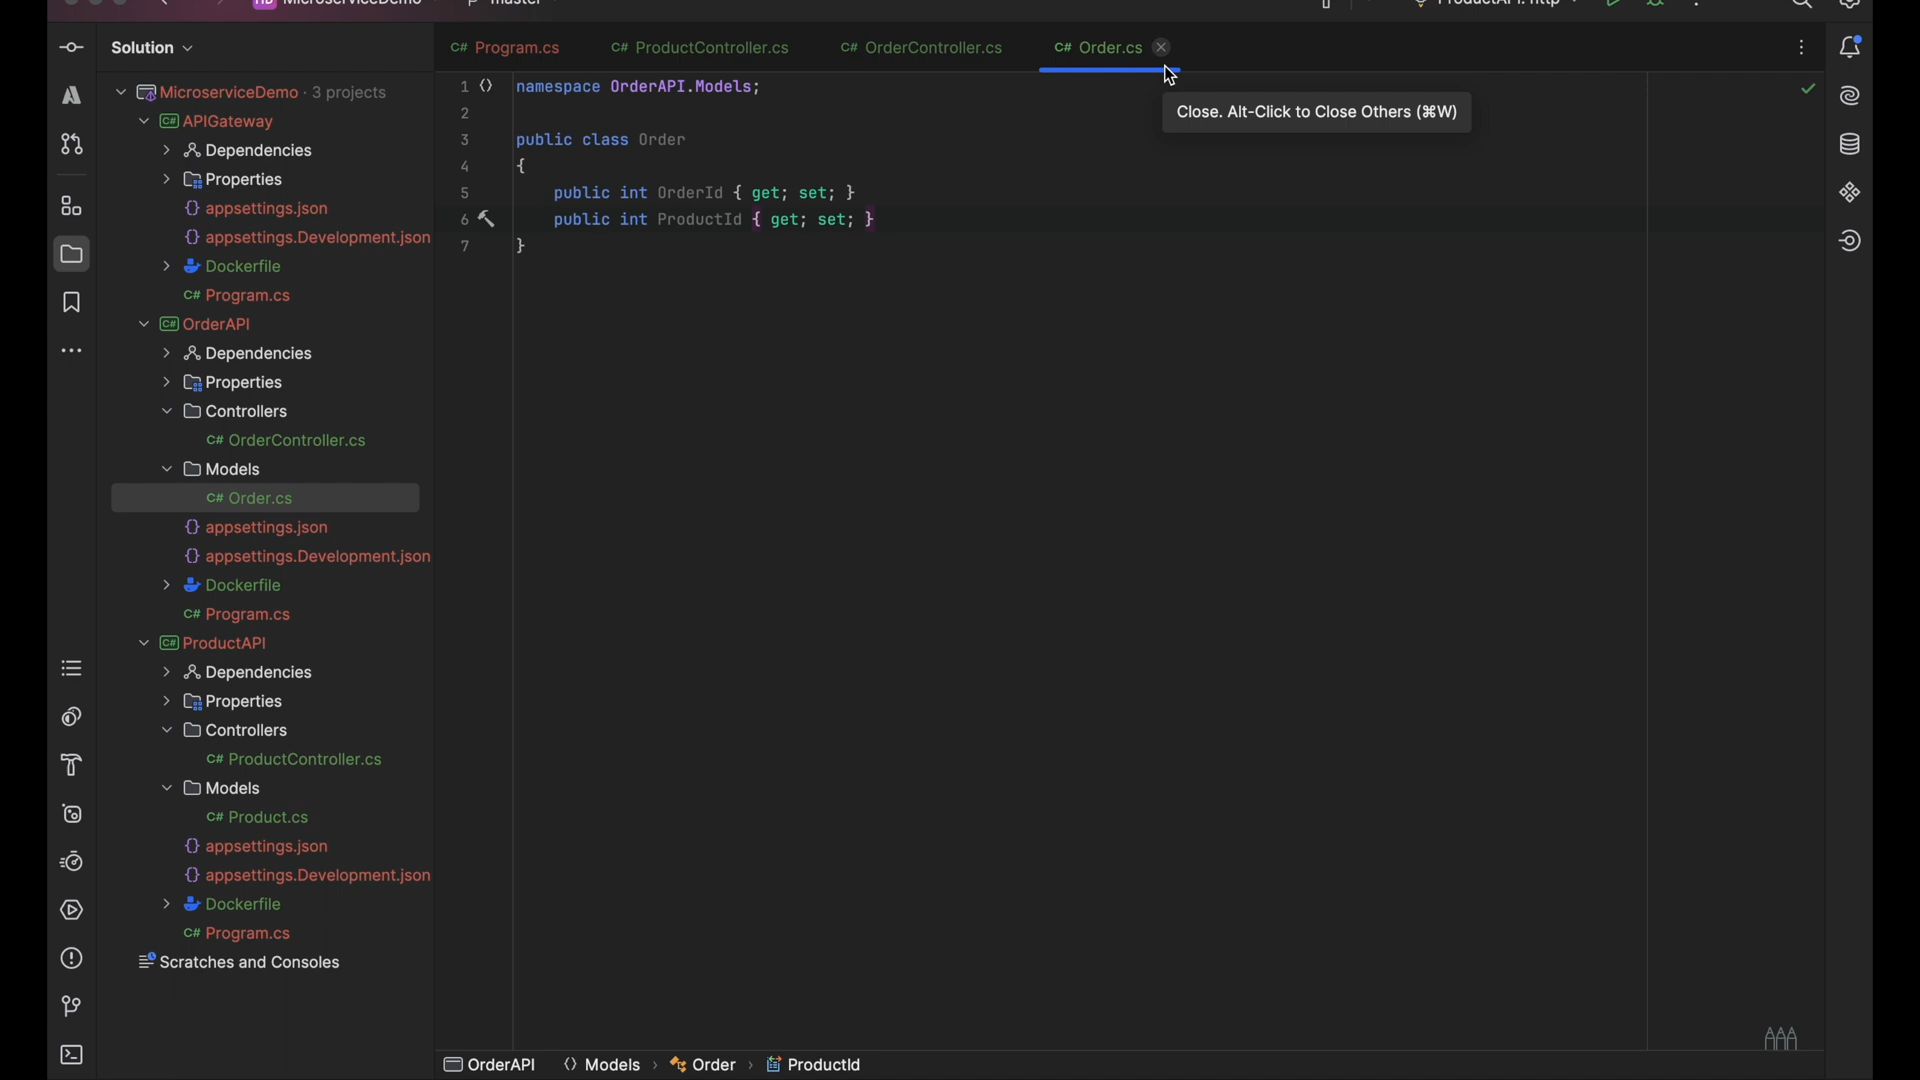 MicroserviceDemo
master
ProductAPI: http
Solution
MicroserviceDemo · 3 projects
APIGateway
Dependencies
Properties
appsettings.json
appsettings.Development.json
Dockerfile
C# Program.cs
OrderAPI
Dependencies
Properties
Controllers
C# OrderController.cs
Models
C# Order.cs
appsettings.json
appsettings.Development.json
Dockerfile
C# Program.cs
ProductAPI
Dependencies
Properties
Controllers
C# ProductController.cs
Models
C# Product.cs
appsettings.json
appsettings.Development.json
Dockerfile
C# Program.cs
Scratches and Consoles
C# Program.cs
C# ProductController.cs
C# OrderController.cs
C# Order.cs
Close. Alt-Click to Close Others (⌘W)
1 namespace OrderAPI.Models;
2
3 public class Order
4 {
5 public int OrderId { get; set; }
6 public int ProductId { get; set; }
7 }
OrderAPI
Models › Order › ProductId